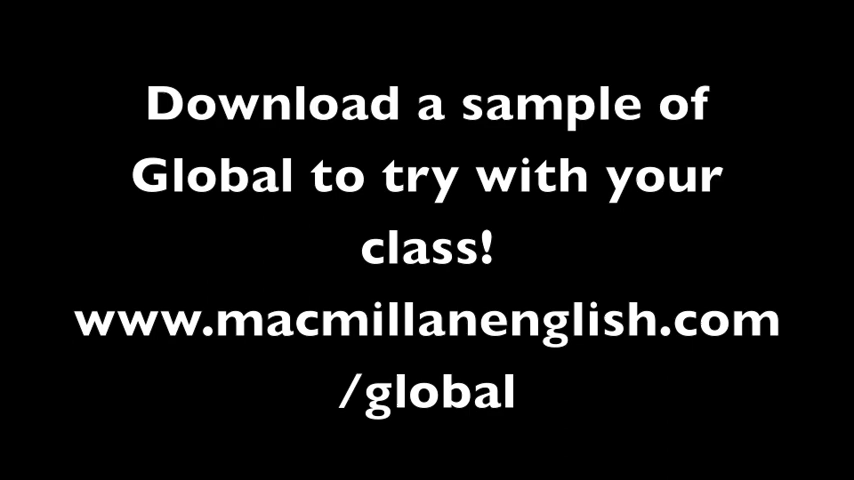 Download a sample of
Global to try with your
class!
www.macmillanenglish.com
/global